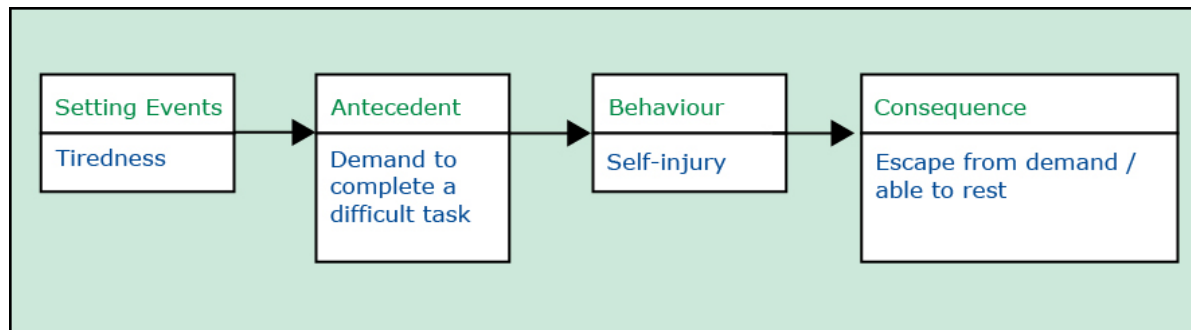 Setting Events
Tiredness
Antecedent
Demand to
complete a
difficult task
Behaviour
Self-injury
Consequence
Escape from demand /
able to rest